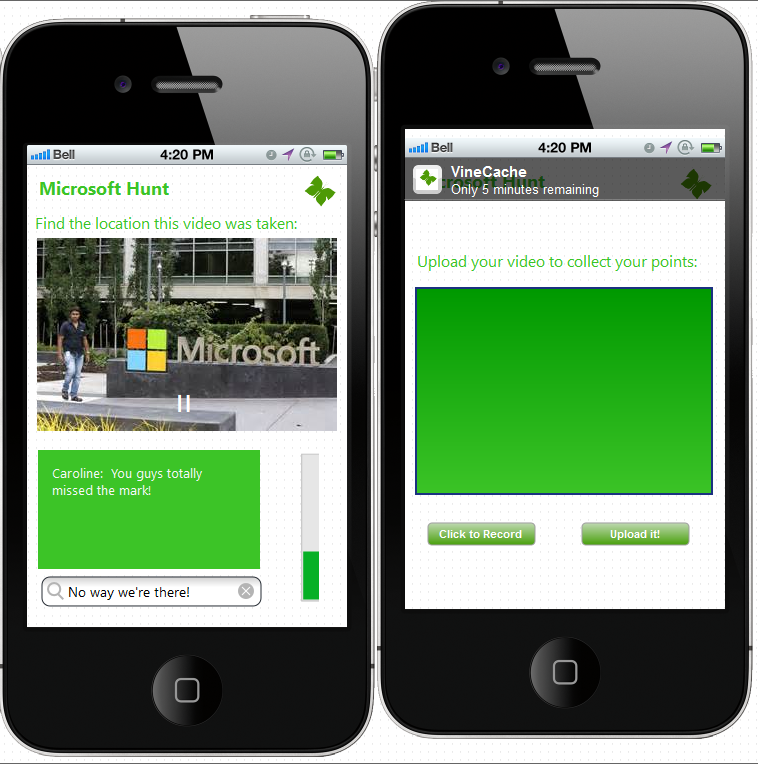 Bell 4:20 PM
Microsoft Hunt
Find the location this video was taken:
Microsoft
Caroline:  You guys totally
missed the mark!
No way we're there!
Bell 4:20 PM
VineCache
Microsoft Hunt
Only 5 minutes remaining
Upload your video to collect your points:
Click to Record
Upload it!